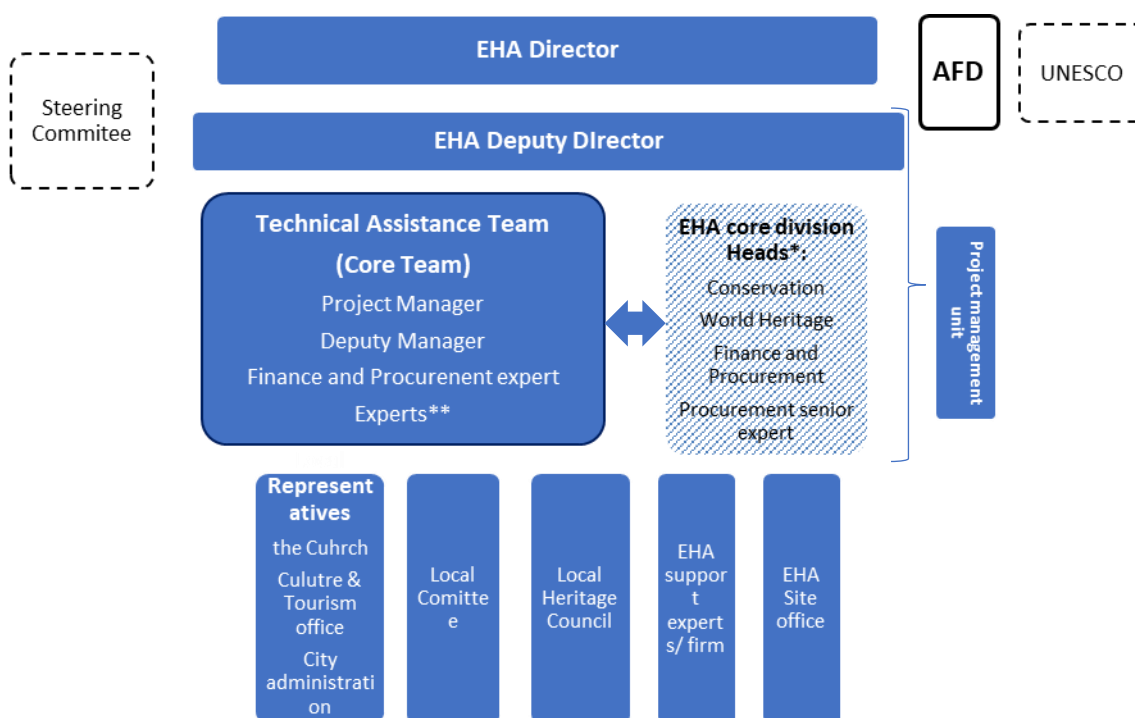 EHA Director
AFD
UNESCO
Steering
Commitee
EHA Deputy DIrector
Technical Assistance Team
(Core Team)
Project Manager
Deputy Manager
Finance and Procurenent expert
Experts**
EHA core division
Heads*:
Conservation
World Heritage
Finance and
Procurement
Procurement senior
expert
Project management
unit
Represent
atives
the Cuhrch
Culutre &
Tourism
office
City
administrati
on
Local
Comitte
e
Local
Heritage
Council
EHA
suppor
t
expert
s/ firm
EHA
Site
office